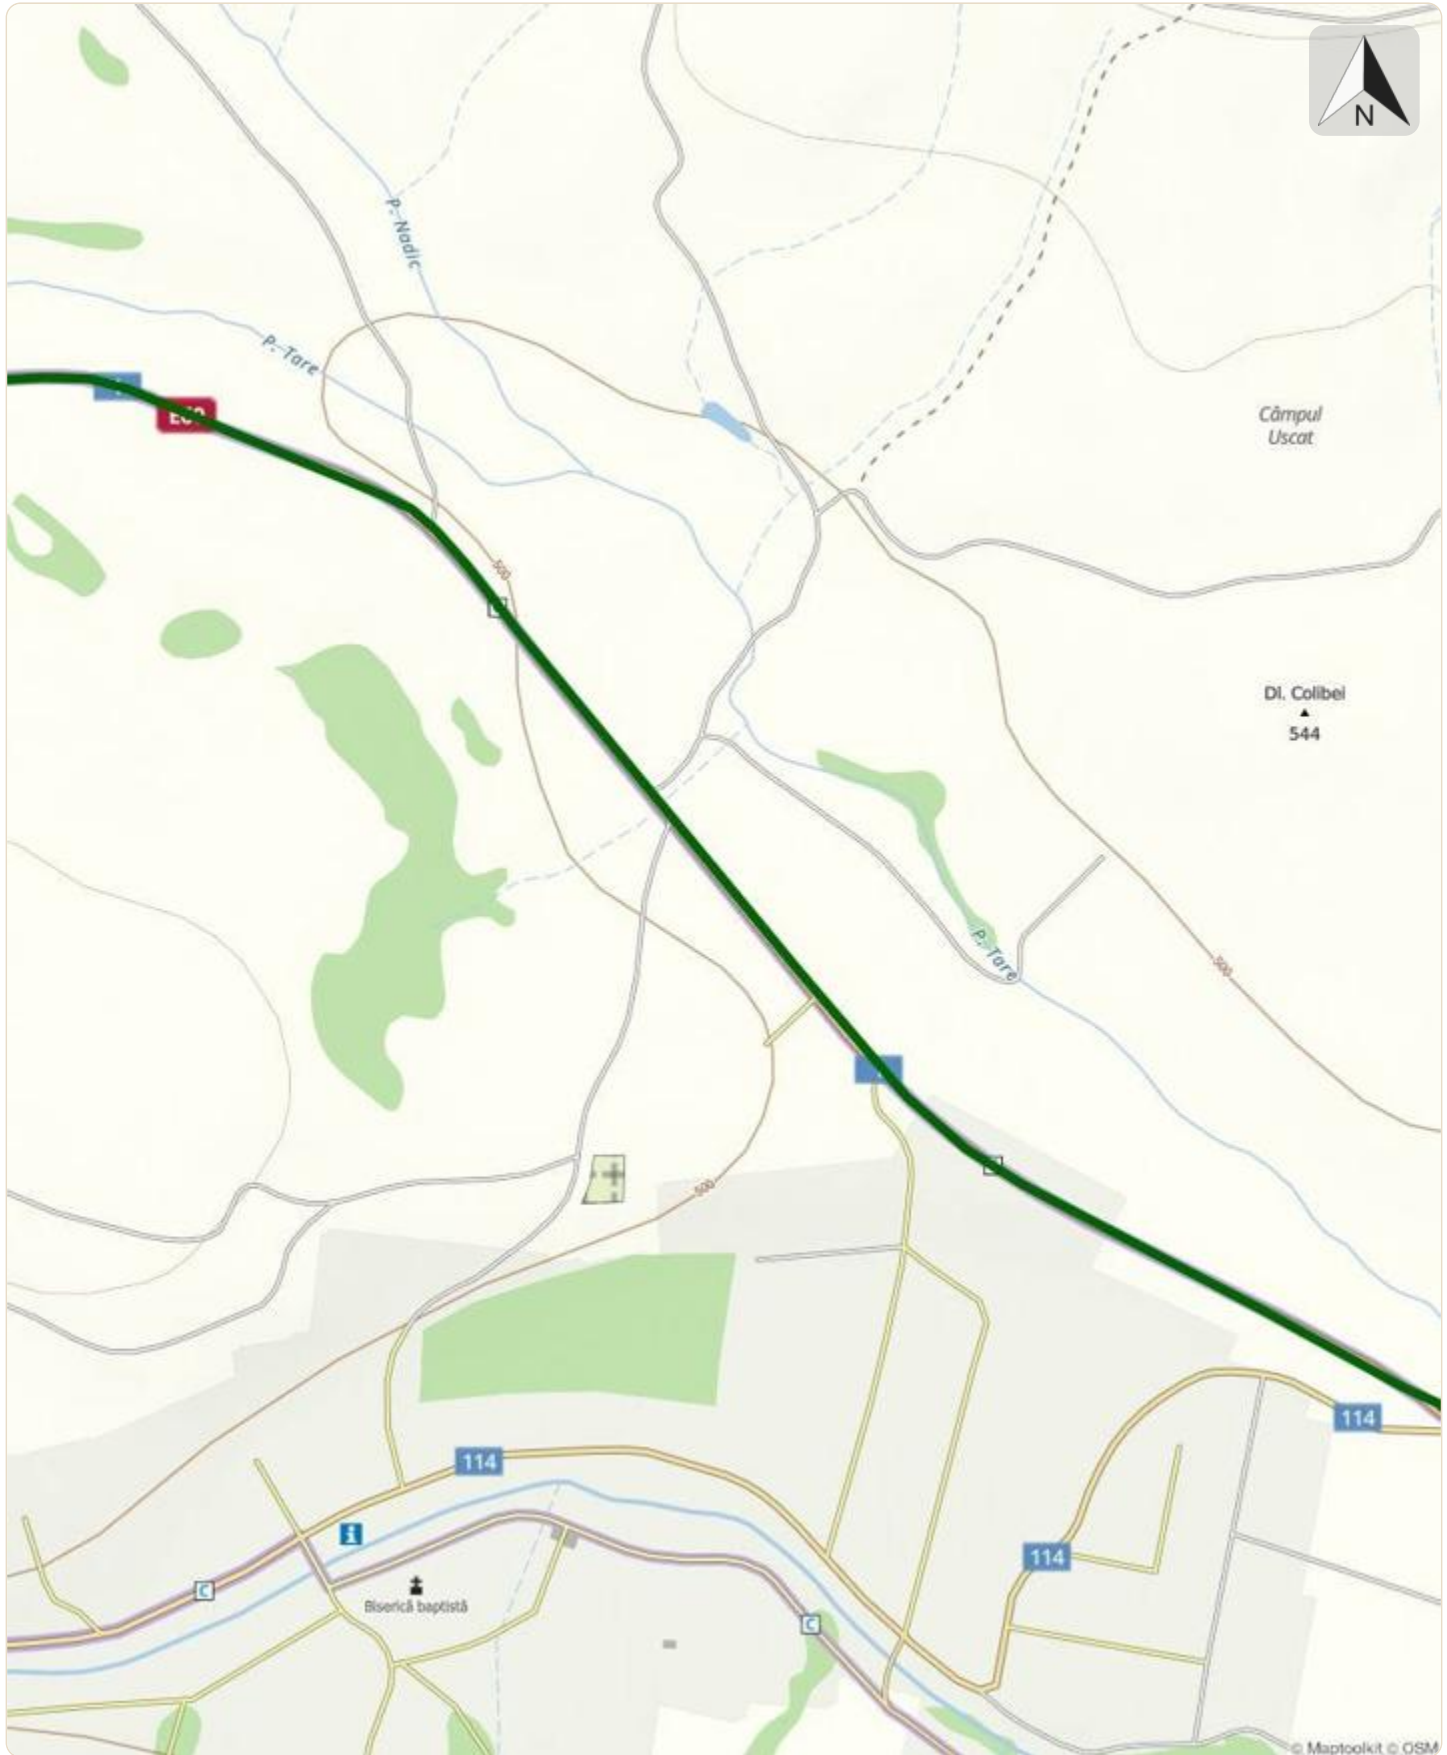 N
P. Nadic
P. Tare
Câmpul
Uscat
500
Dl. Colibei
544
P. Tare
500
500
114
114
114
i
C
Biserică baptistă
C
© Maptoolkit © OSM